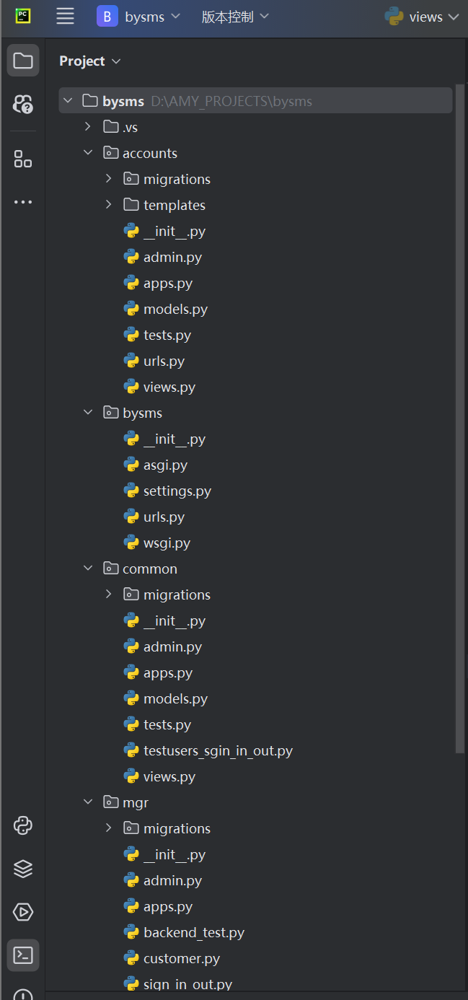 PC
B bysms 版本控制 views
Project
bysms D:\AMY_PROJECTS\bysms
.vs
accounts
migrations
templates
__init__.py
admin.py
apps.py
models.py
tests.py
urls.py
views.py
bysms
__init__.py
asgi.py
settings.py
urls.py
wsgi.py
common
migrations
__init__.py
admin.py
apps.py
models.py
tests.py
testusers_sgin_in_out.py
views.py
mgr
migrations
__init__.py
admin.py
apps.py
backend_test.py
customer.py
sign_in_out.py